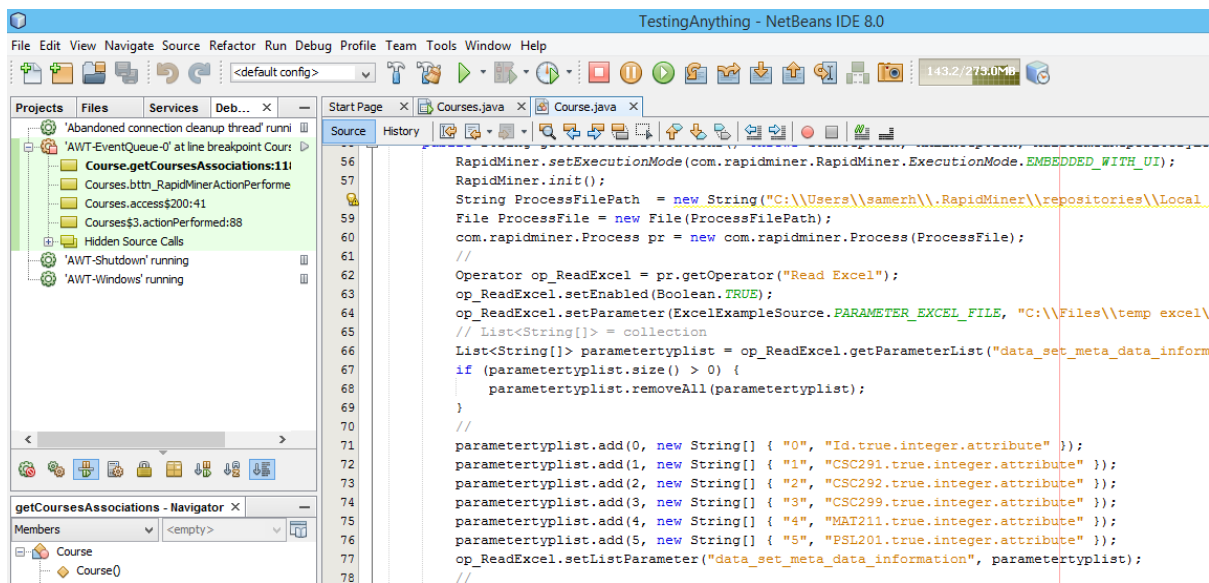 TestingAnything - NetBeans IDE 8.0
File Edit View Navigate Source Refactor Run Debug Profile Team Tools Window Help
<default config>
143.2/273.0MB
Projects Files Services Deb...
Start Page Courses.java Course.java
'Abandoned connection cleanup thread' runni
'AWT-EventQueue-0' at line breakpoint Cours
Course.getCoursesAssociations:118
Courses.bttn_RapidMinerActionPerforme
Courses.access$200:41
Courses$3.actionPerformed:88
Hidden Source Calls
'AWT-Shutdown' running
'AWT-Windows' running
getCoursesAssociations - Navigator
Members <empty>
Course
Course()
Source History
56 RapidMiner.setExecutionMode(com.rapidminer.RapidMiner.ExecutionMode.EMBEDDED_WITH_UI);
57 RapidMiner.init();
String ProcessFilePath = new String("C:\\Users\\samerh\\.RapidMiner\\repositories\\Local
59 File ProcessFile = new File(ProcessFilePath);
60 com.rapidminer.Process pr = new com.rapidminer.Process(ProcessFile);
61 //
62 Operator op_ReadExcel = pr.getOperator("Read Excel");
63 op_ReadExcel.setEnabled(Boolean.TRUE);
64 op_ReadExcel.setParameter(ExcelExampleSource.PARAMETER_EXCEL_FILE, "C:\\Files\\temp excel\
65 // List<String[]> = collection
66 List<String[]> parametertyplist = op_ReadExcel.getParameterList("data_set_meta_data_inform
67 if (parametertyplist.size() > 0) {
68 parametertyplist.removeAll(parametertyplist);
69 }
70 //
71 parametertyplist.add(0, new String[] { "0", "Id.true.integer.attribute" });
72 parametertyplist.add(1, new String[] { "1", "CSC291.true.integer.attribute" });
73 parametertyplist.add(2, new String[] { "2", "CSC292.true.integer.attribute" });
74 parametertyplist.add(3, new String[] { "3", "CSC299.true.integer.attribute" });
75 parametertyplist.add(4, new String[] { "4", "MAT211.true.integer.attribute" });
76 parametertyplist.add(5, new String[] { "5", "PSL201.true.integer.attribute" });
77 op_ReadExcel.setListParameter("data_set_meta_data_information", parametertyplist);
78 //